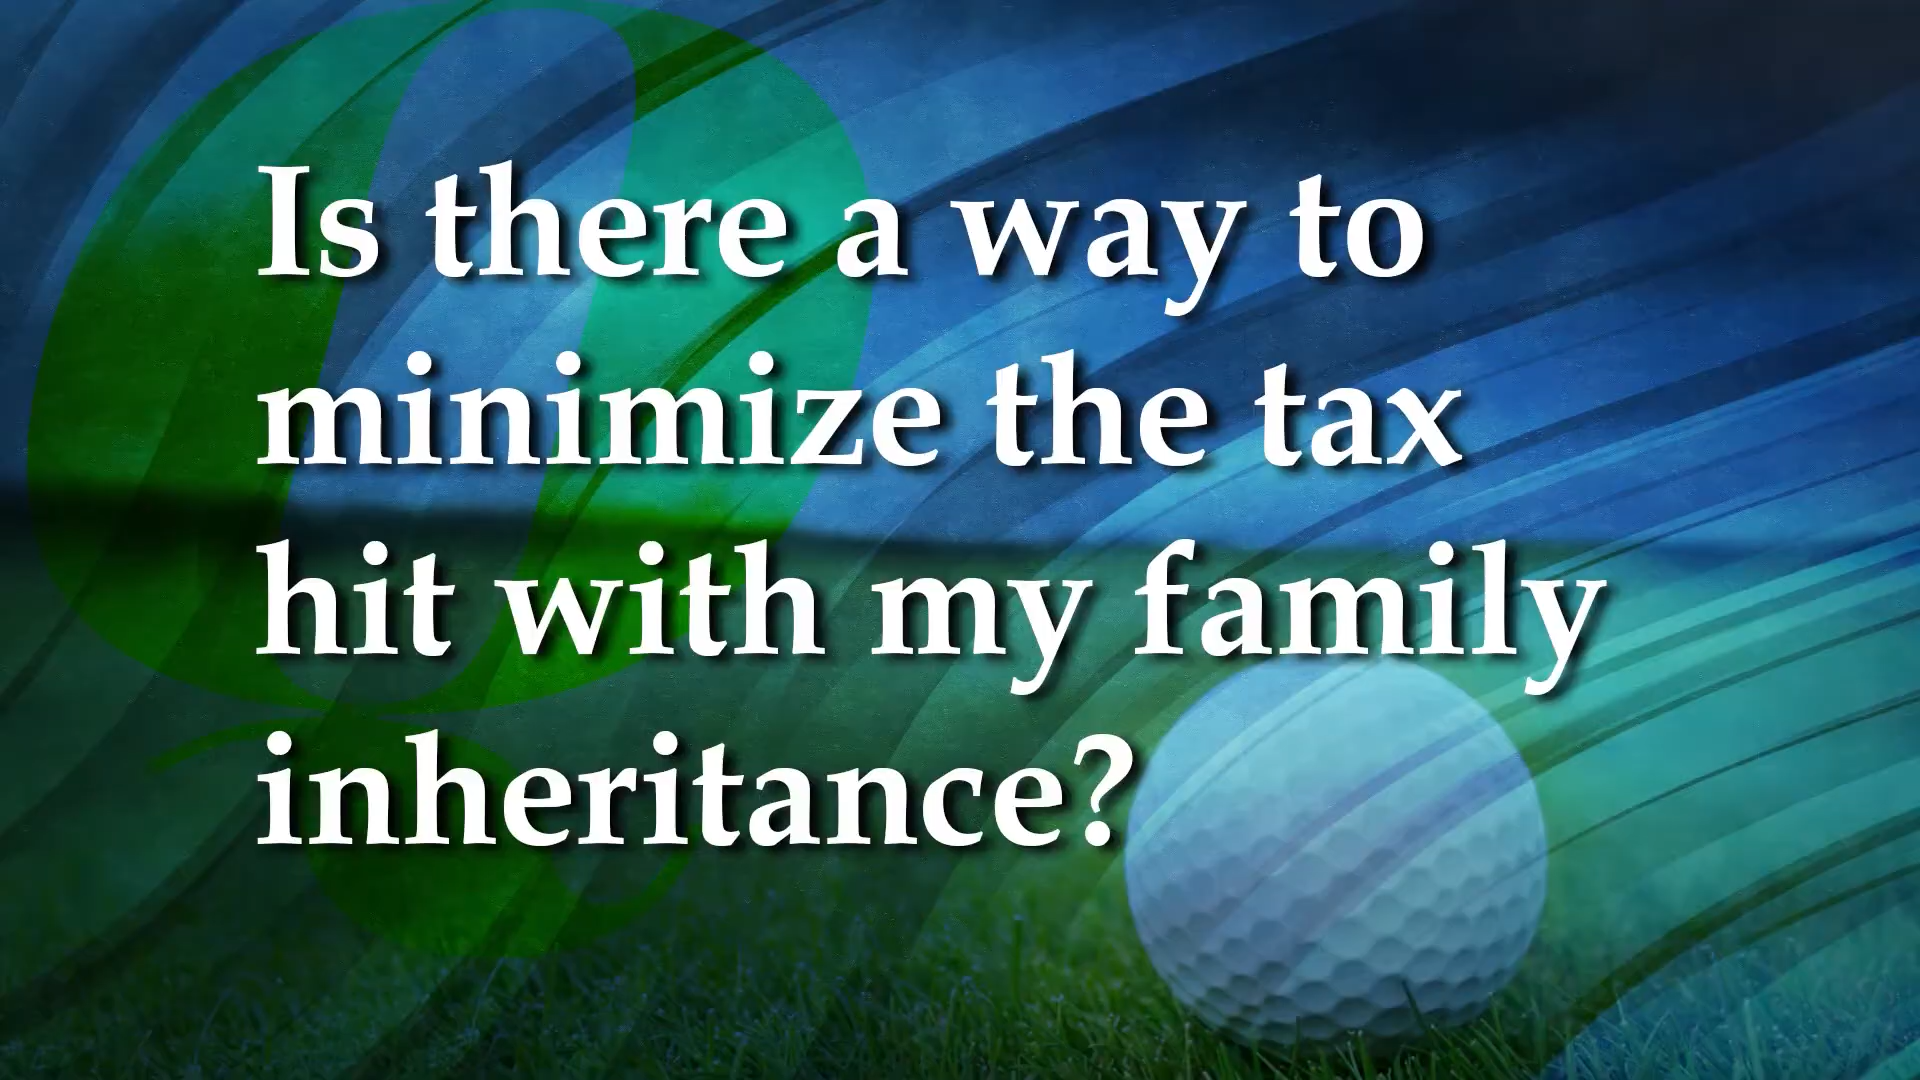 Is there a way to
minimize the tax
hit with my family
inheritance?